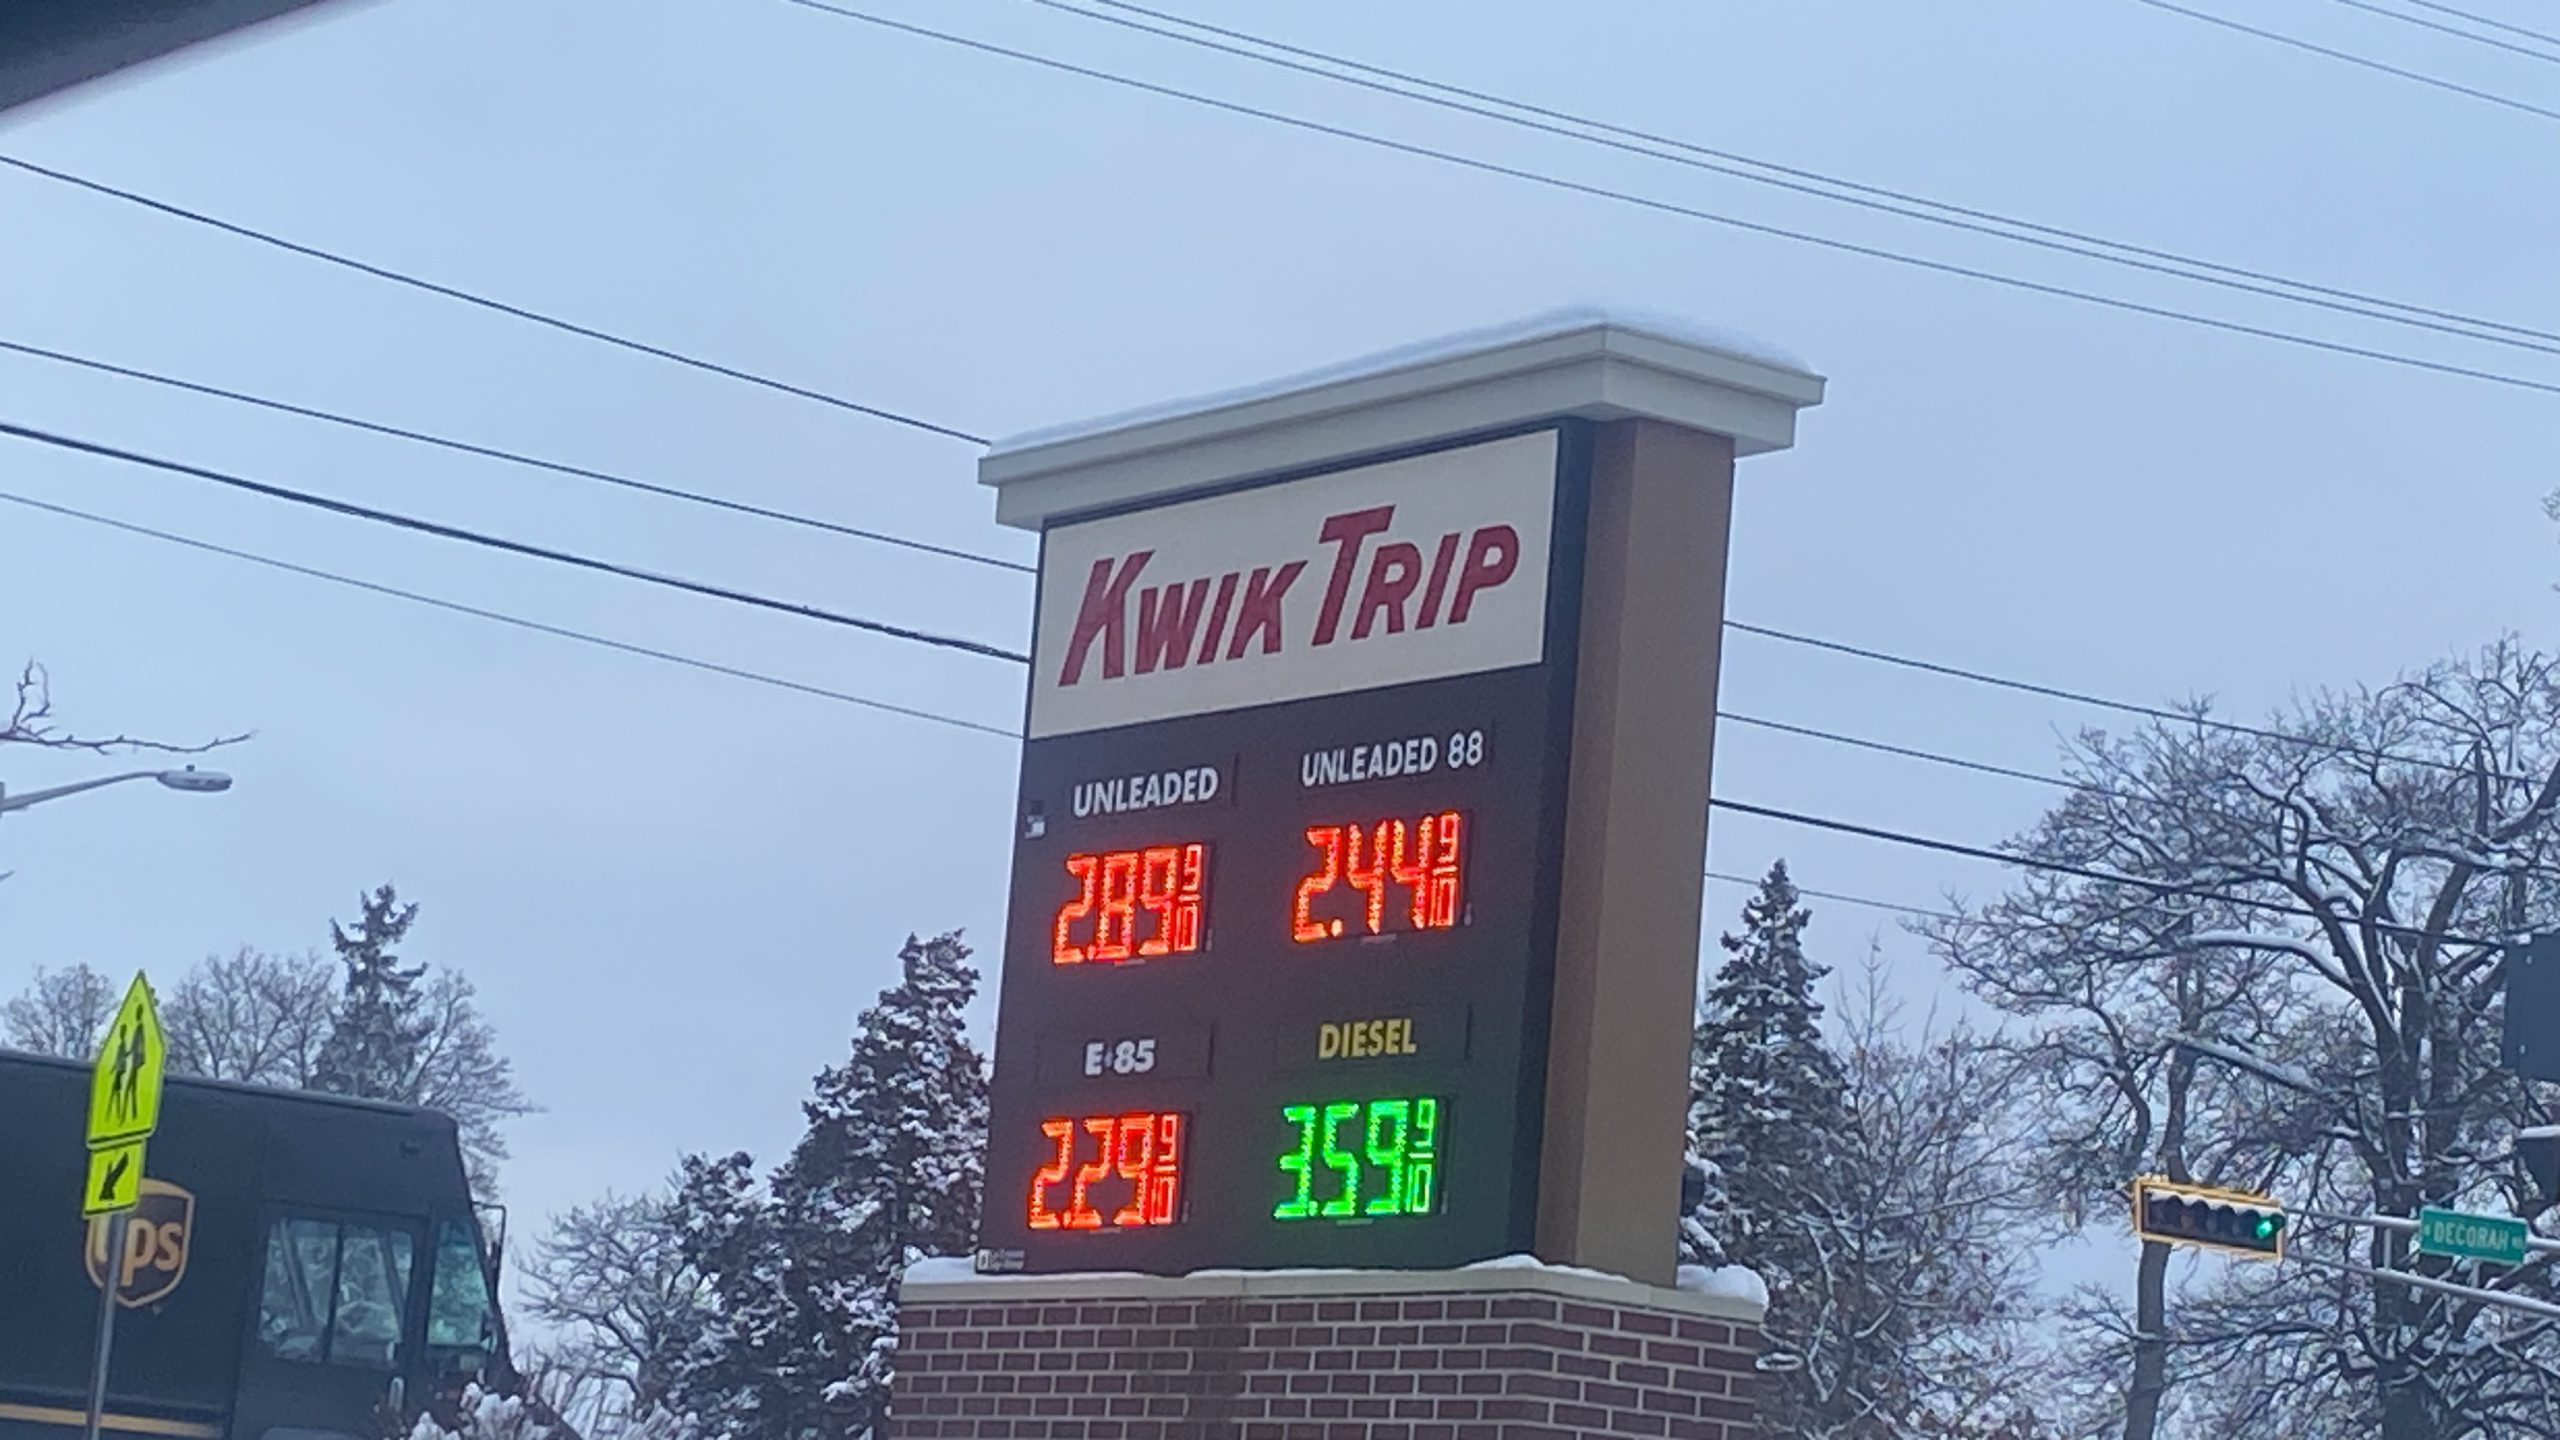 KWIK TRIP
UNLEADED
UNLEADED 88
2.89 9/10
2.44 9/10
E-85
DIESEL
2.29 9/10
3.59 9/10
ups
DECORAH